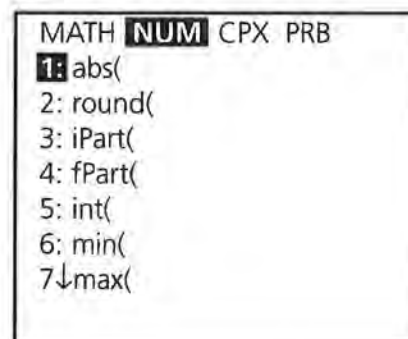 MATH NUM CPX PRB
1: abs(
2: round(
3: iPart(
4: fPart(
5: int(
6: min(
7↓max(